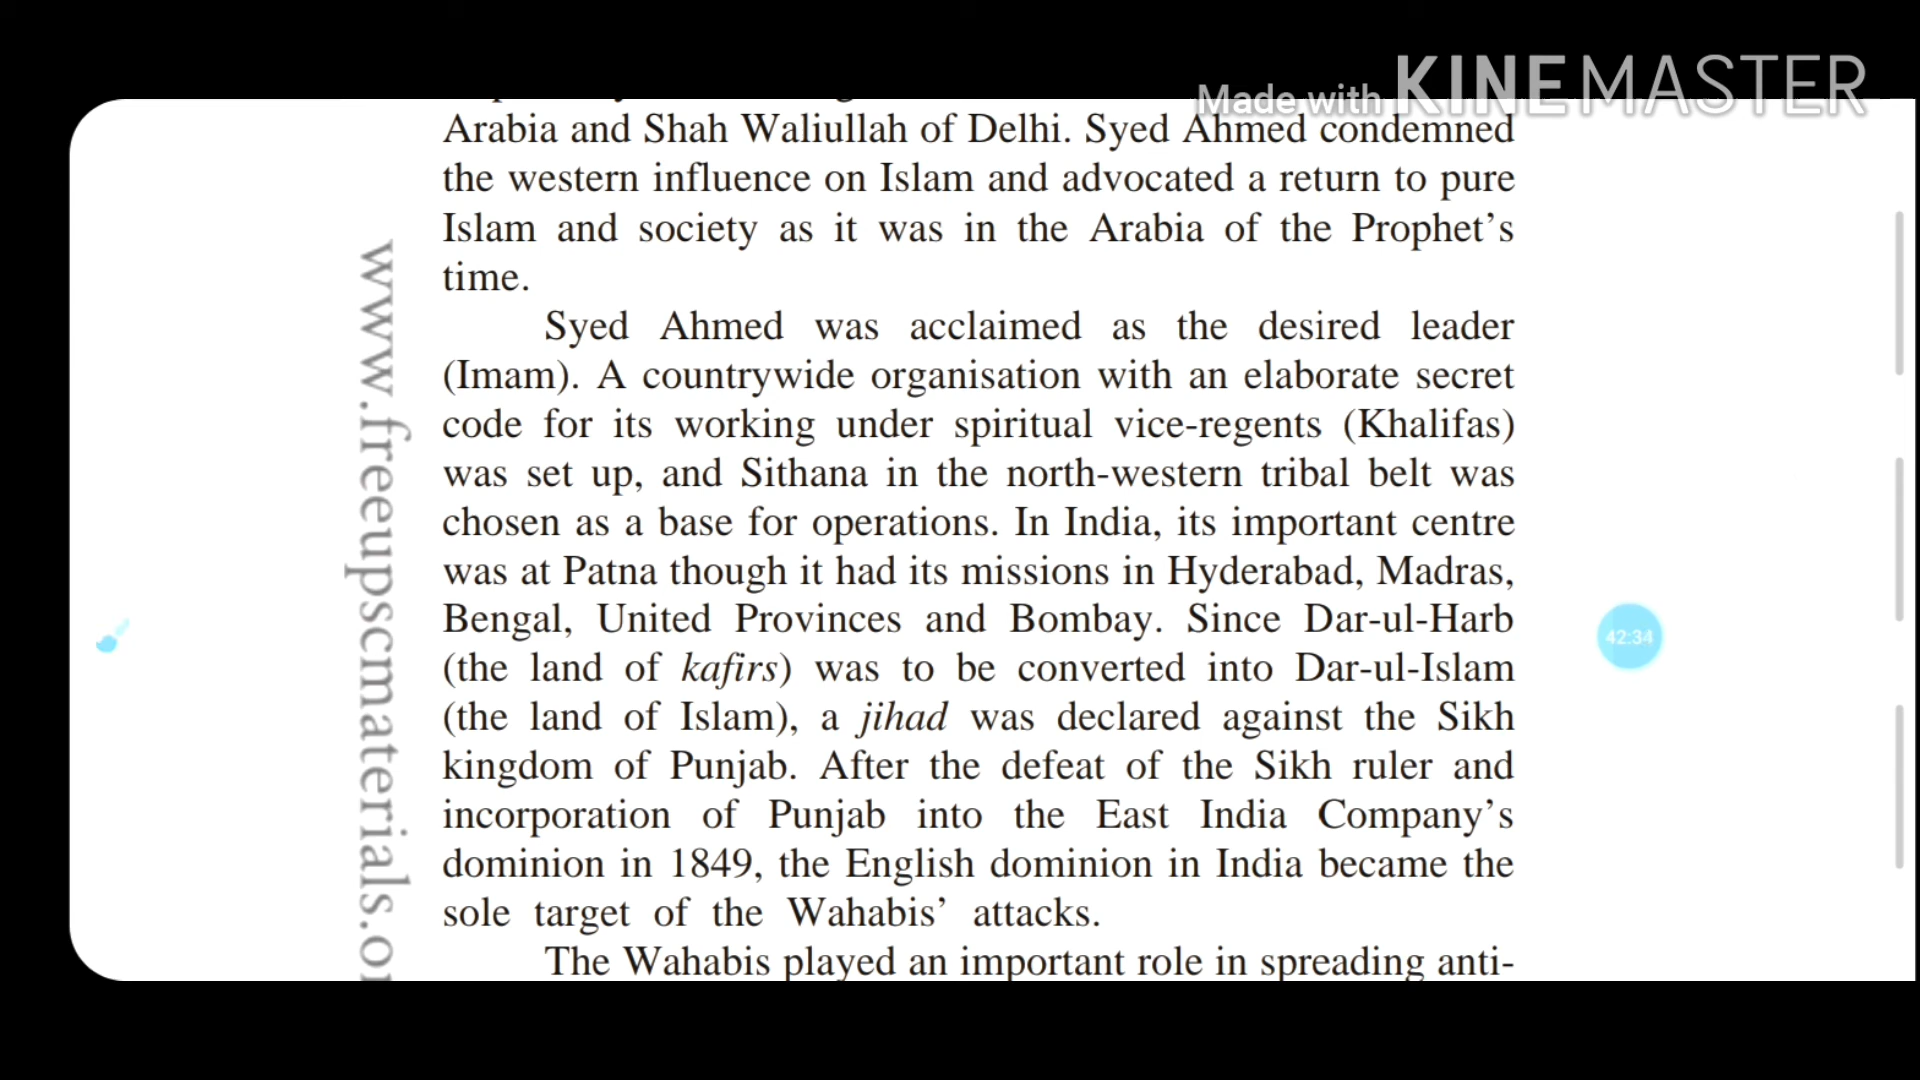 Made with KINEMASTER
Arabia and Shah Waliullah of Delhi. Syed Ahmed condemned
the western influence on Islam and advocated a return to pure
Islam and society as it was in the Arabia of the Prophet's
time.
Syed Ahmed was acclaimed as the desired leader
(Imam). A countrywide organisation with an elaborate secret
code for its working under spiritual vice-regents (Khalifas)
was set up, and Sithana in the north-western tribal belt was
chosen as a base for operations. In India, its important centre
was at Patna though it had its missions in Hyderabad, Madras,
Bengal, United Provinces and Bombay. Since Dar-ul-Harb
(the land of kafirs) was to be converted into Dar-ul-Islam
(the land of Islam), a jihad was declared against the Sikh
kingdom of Punjab. After the defeat of the Sikh ruler and
incorporation of Punjab into the East India Company's
dominion in 1849, the English dominion in India became the
sole target of the Wahabis' attacks.
The Wahabis played an important role in spreading anti-
www.freeupscmaterials.o
42:34